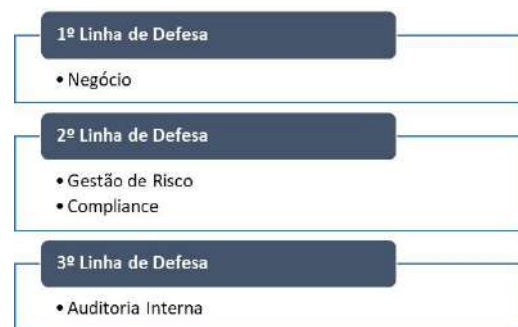 1º Linha de Defesa
• Negócio
2º Linha de Defesa
• Gestão de Risco
• Compliance
3º Linha de Defesa
• Auditoria Interna